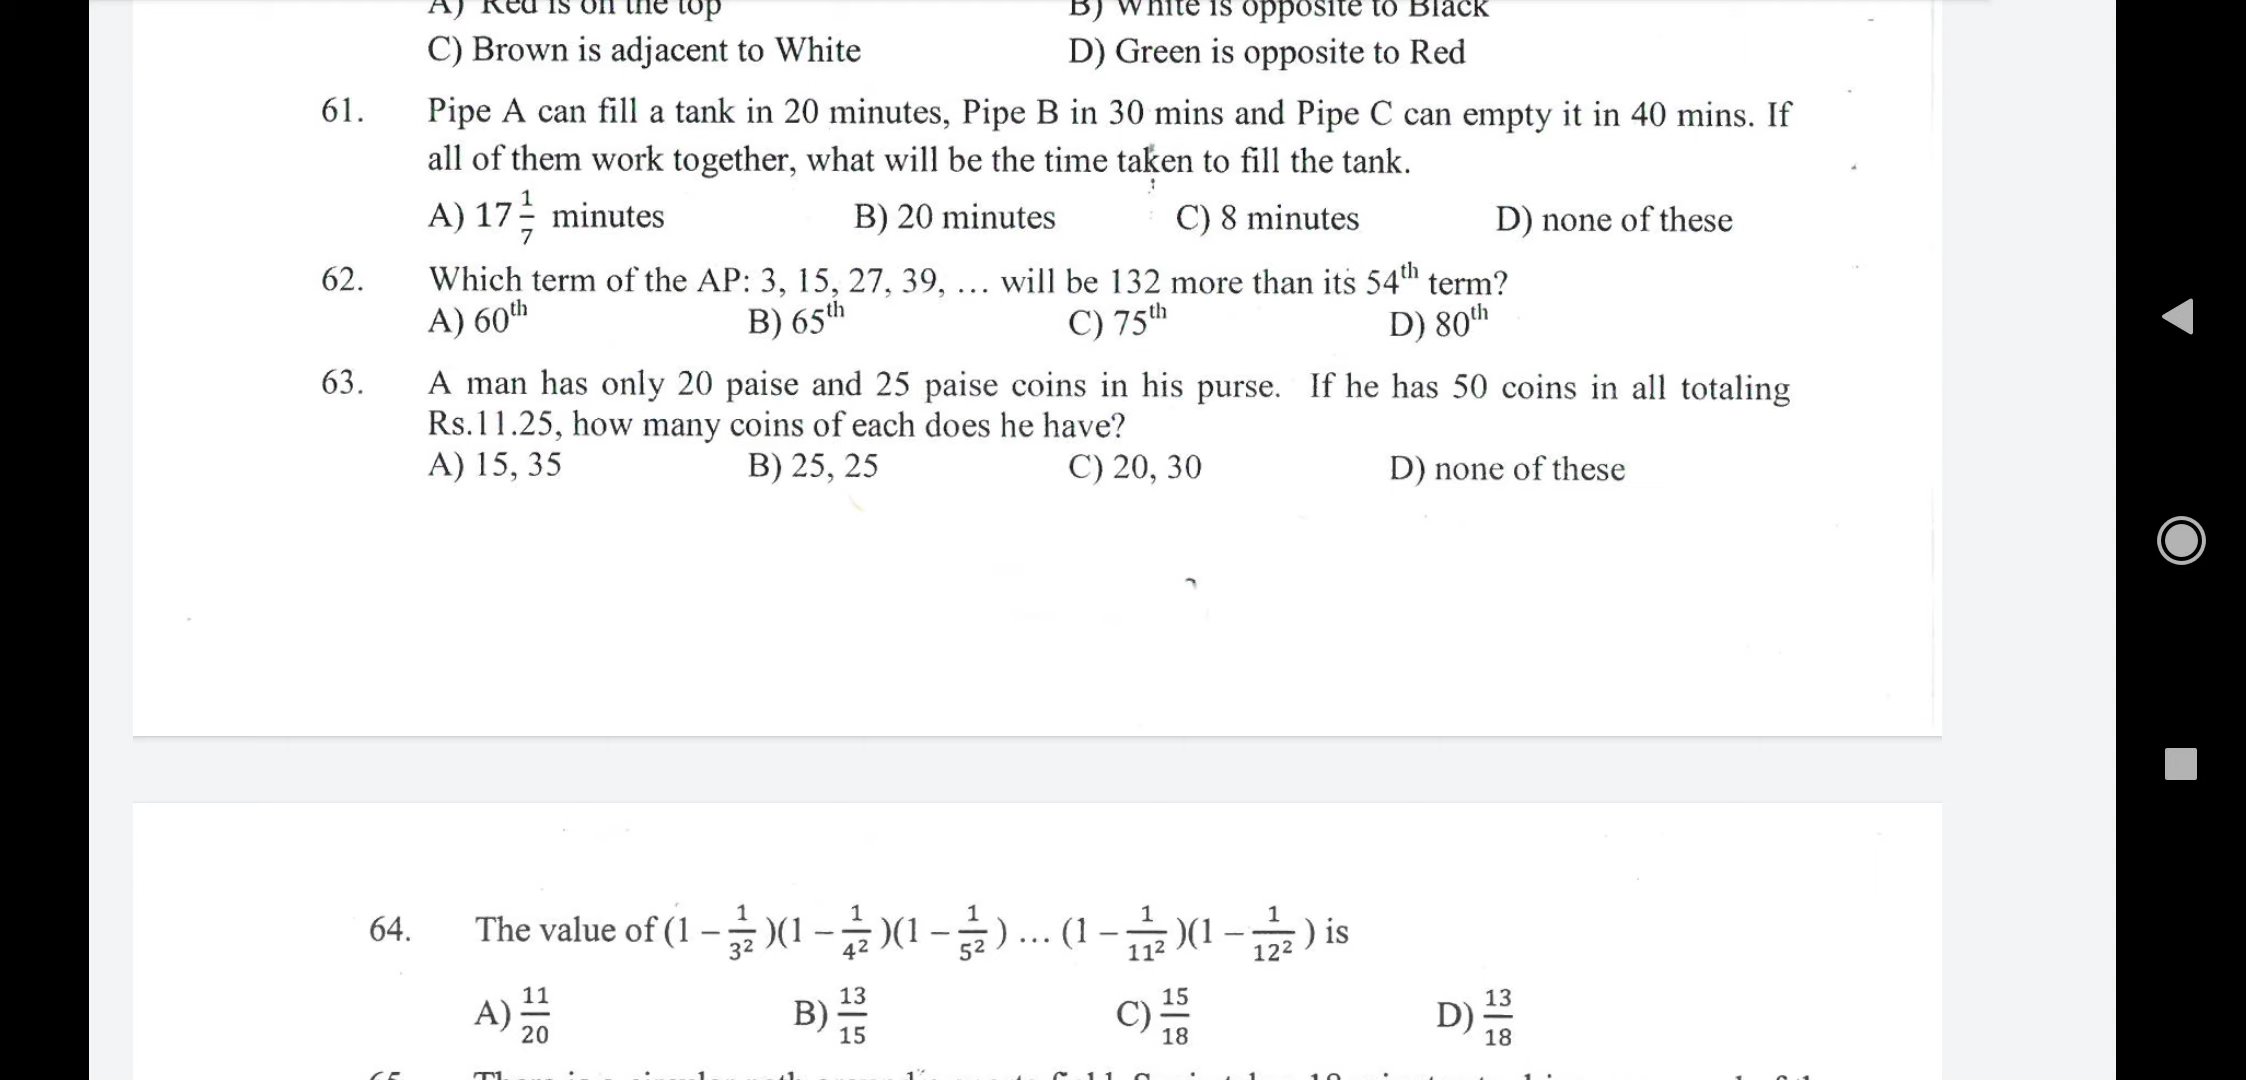 A) Red is on the top B) White is opposite to Black
C) Brown is adjacent to White D) Green is opposite to Red
61. Pipe A can fill a tank in 20 minutes, Pipe B in 30 mins and Pipe C can empty it in 40 mins. If
all of them work together, what will be the time taken to fill the tank.
A) 17 1/7 minutes B) 20 minutes C) 8 minutes D) none of these
62. Which term of the AP: 3, 15, 27, 39, … will be 132 more than its 54th term?
A) 60th B) 65th C) 75th D) 80th
63. A man has only 20 paise and 25 paise coins in his purse. If he has 50 coins in all totaling
Rs.11.25, how many coins of each does he have?
A) 15, 35 B) 25, 25 C) 20, 30 D) none of these
64. The value of (1 − 1/3²)(1 − 1/4²)(1 − 1/5²) … (1 − 1/11²)(1 − 1/12²) is
A) 11/20 B) 13/15 C) 15/18 D) 13/18